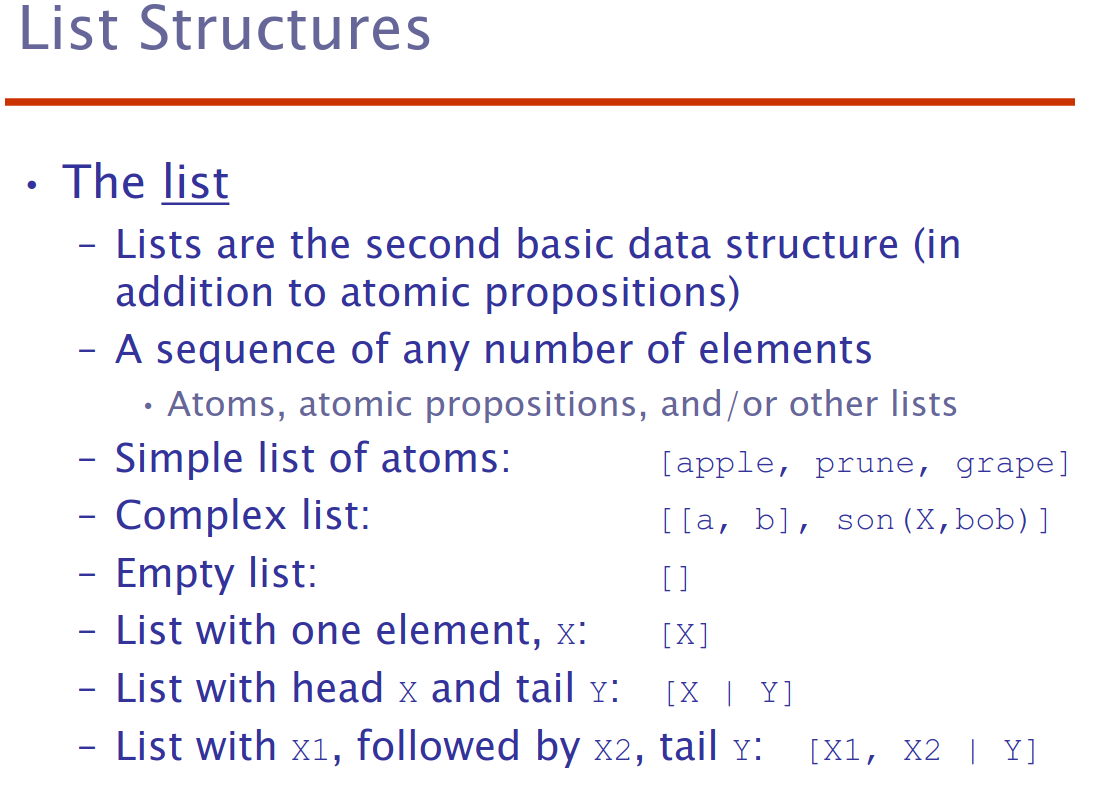 List Structures
• The list
– Lists are the second basic data structure (in
addition to atomic propositions)
– A sequence of any number of elements
• Atoms, atomic propositions, and/or other lists
– Simple list of atoms: [apple, prune, grape]
– Complex list: [[a, b], son(X,bob)]
– Empty list: []
– List with one element, X: [X]
– List with head X and tail Y: [X | Y]
– List with X1, followed by X2, tail Y: [X1, X2 | Y]